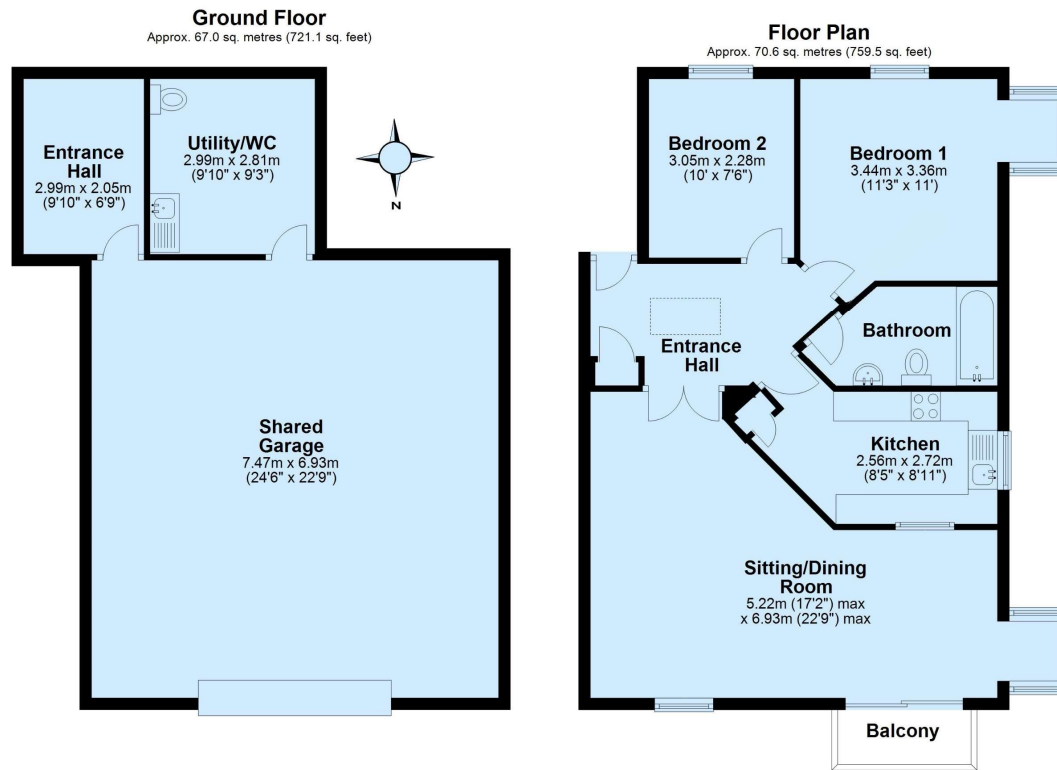 Ground Floor
Approx. 67.0 sq. metres (721.1 sq. feet)
Entrance
Hall
2.99m x 2.05m
(9'10" x 6'9")
Utility/WC
2.99m x 2.81m
(9'10" x 9'3")
N
Shared
Garage
7.47m x 6.93m
(24'6" x 22'9")
Floor Plan
Approx. 70.6 sq. metres (759.5 sq. feet)
Bedroom 2
3.05m x 2.28m
(10' x 7'6")
Bedroom 1
3.44m x 3.36m
(11'3" x 11')
Entrance
Hall
Bathroom
Kitchen
2.56m x 2.72m
(8'5" x 8'11")
Sitting/Dining
Room
5.22m (17'2") max
x 6.93m (22'9") max
Balcony